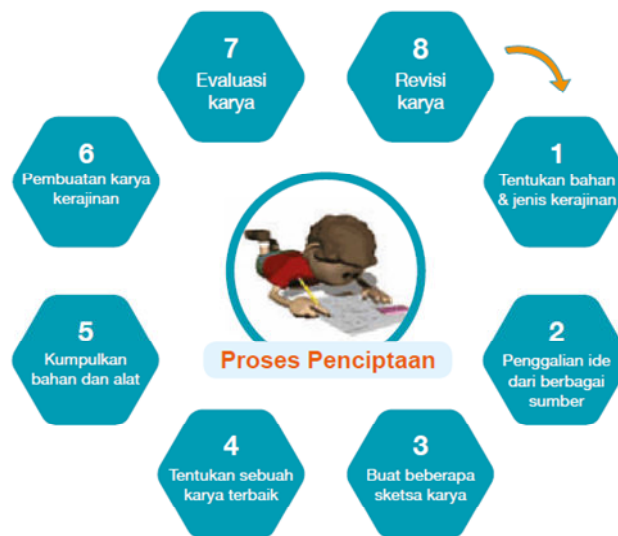 Proses Penciptaan
1
Tentukan bahan
& jenis kerajinan
2
Penggalian ide
dari berbagai
sumber
3
Buat beberapa
sketsa karya
4
Tentukan sebuah
karya terbaik
5
Kumpulkan
bahan dan alat
6
Pembuatan karya
kerajinan
7
Evaluasi
karya
8
Revisi
karya